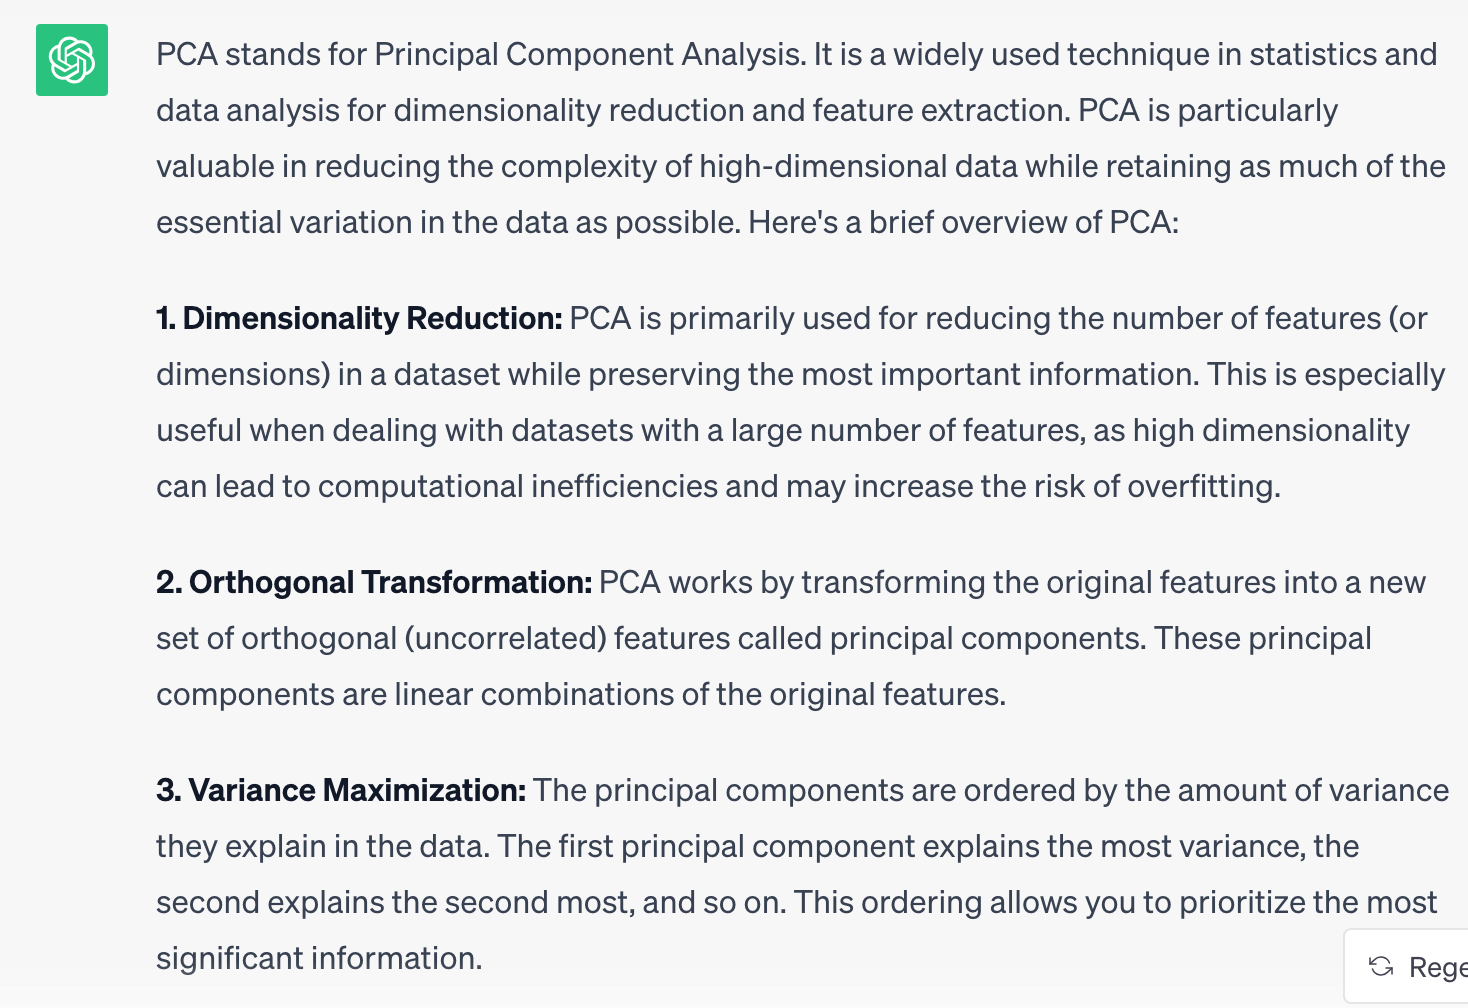 PCA stands for Principal Component Analysis. It is a widely used technique in statistics and
data analysis for dimensionality reduction and feature extraction. PCA is particularly
valuable in reducing the complexity of high-dimensional data while retaining as much of the
essential variation in the data as possible. Here's a brief overview of PCA:
1. Dimensionality Reduction: PCA is primarily used for reducing the number of features (or
dimensions) in a dataset while preserving the most important information. This is especially
useful when dealing with datasets with a large number of features, as high dimensionality
can lead to computational inefficiencies and may increase the risk of overfitting.
2. Orthogonal Transformation: PCA works by transforming the original features into a new
set of orthogonal (uncorrelated) features called principal components. These principal
components are linear combinations of the original features.
3. Variance Maximization: The principal components are ordered by the amount of variance
they explain in the data. The first principal component explains the most variance, the
second explains the second most, and so on. This ordering allows you to prioritize the most
significant information.
Rege